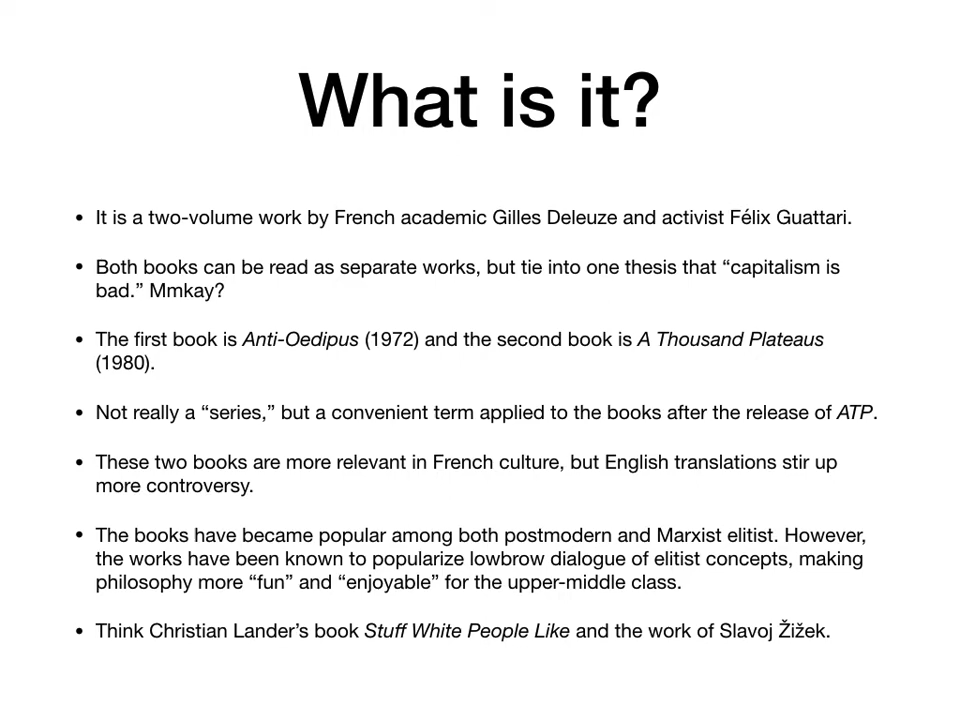 What is it?
• It is a two-volume work by French academic Gilles Deleuze and activist Félix Guattari.
• Both books can be read as separate works, but tie into one thesis that “capitalism is
bad.” Mmkay?
• The first book is Anti-Oedipus (1972) and the second book is A Thousand Plateaus
(1980).
• Not really a “series,” but a convenient term applied to the books after the release of ATP.
• These two books are more relevant in French culture, but English translations stir up
more controversy.
• The books have became popular among both postmodern and Marxist elitist. However,
the works have been known to popularize lowbrow dialogue of elitist concepts, making
philosophy more “fun” and “enjoyable” for the upper-middle class.
• Think Christian Lander’s book Stuff White People Like and the work of Slavoj Žižek.